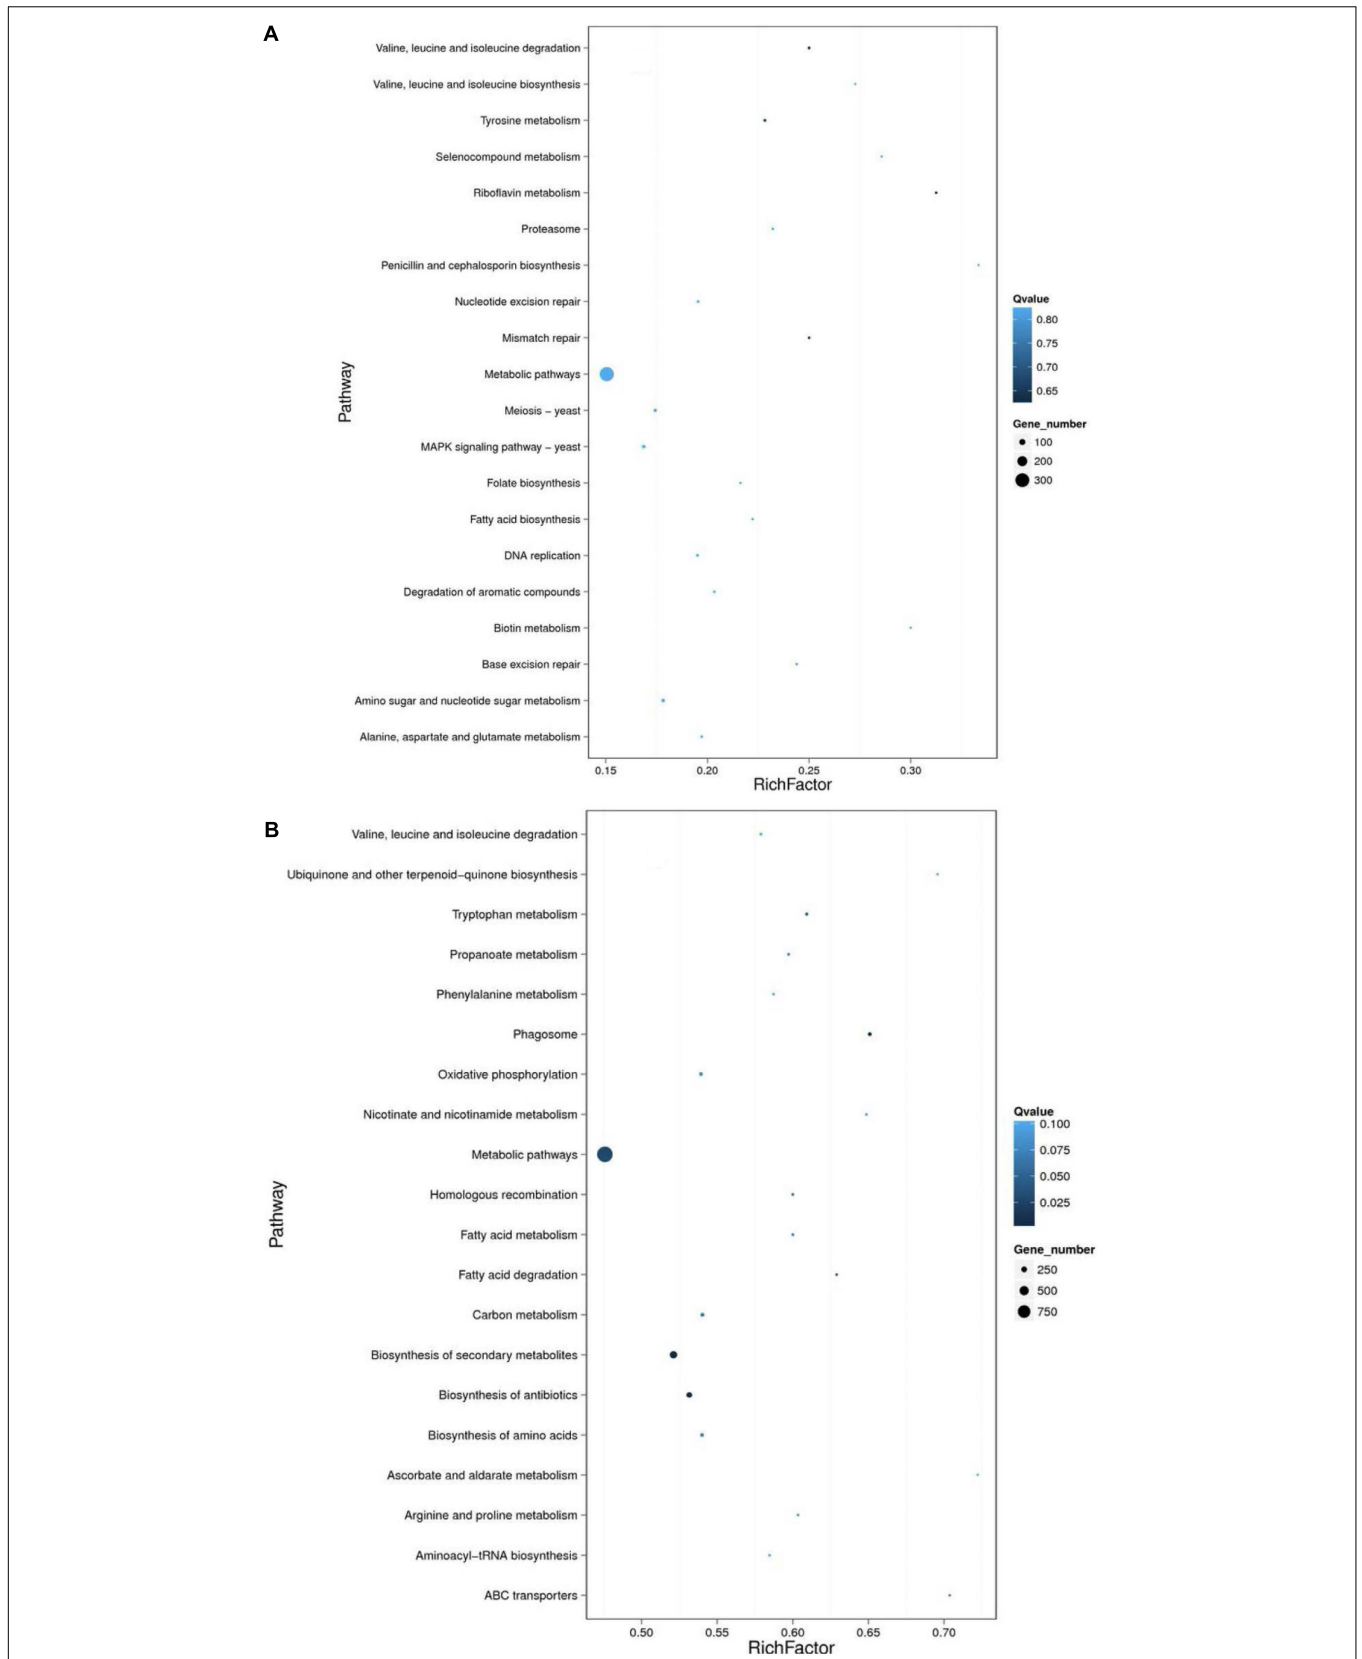 A
Valine, leucine and isoleucine degradation
Valine, leucine and isoleucine biosynthesis
Tyrosine metabolism
Selenocompound metabolism
Riboflavin metabolism
Proteasome
Penicillin and cephalosporin biosynthesis
Nucleotide excision repair
Mismatch repair
Metabolic pathways
Meiosis − yeast
MAPK signaling pathway − yeast
Folate biosynthesis
Fatty acid biosynthesis
DNA replication
Degradation of aromatic compounds
Biotin metabolism
Base excision repair
Amino sugar and nucleotide sugar metabolism
Alanine, aspartate and glutamate metabolism
Pathway
0.15 0.20 0.25 0.30
RichFactor
Qvalue
0.80
0.75
0.70
0.65
Gene_number
100
200
300
B
Valine, leucine and isoleucine degradation
Ubiquinone and other terpenoid−quinone biosynthesis
Tryptophan metabolism
Propanoate metabolism
Phenylalanine metabolism
Phagosome
Oxidative phosphorylation
Nicotinate and nicotinamide metabolism
Metabolic pathways
Homologous recombination
Fatty acid metabolism
Fatty acid degradation
Carbon metabolism
Biosynthesis of secondary metabolites
Biosynthesis of antibiotics
Biosynthesis of amino acids
Ascorbate and aldarate metabolism
Arginine and proline metabolism
Aminoacyl−tRNA biosynthesis
ABC transporters
Pathway
0.50 0.55 0.60 0.65 0.70
RichFactor
Qvalue
0.100
0.075
0.050
0.025
Gene_number
250
500
750